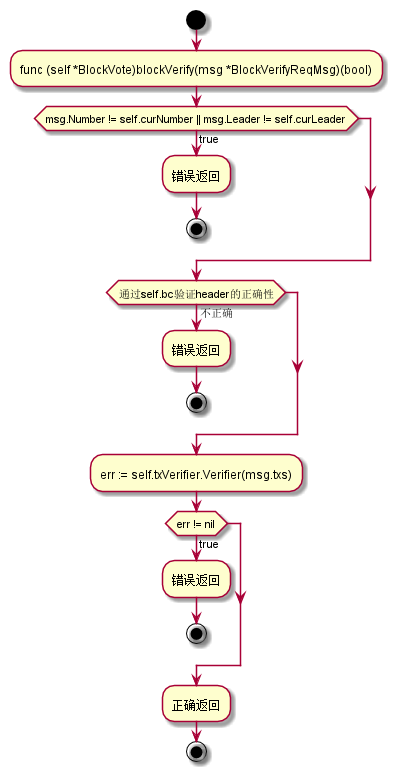 func (self *BlockVote)blockVerify(msg *BlockVerifyReqMsg)(bool)
msg.Number != self.curNumber || msg.Leader != self.curLeader
true
错误返回
通过self.bc验证header的正确性
不正确
错误返回
err := self.txVerifier.Verifier(msg.txs)
err != nil
true
错误返回
正确返回